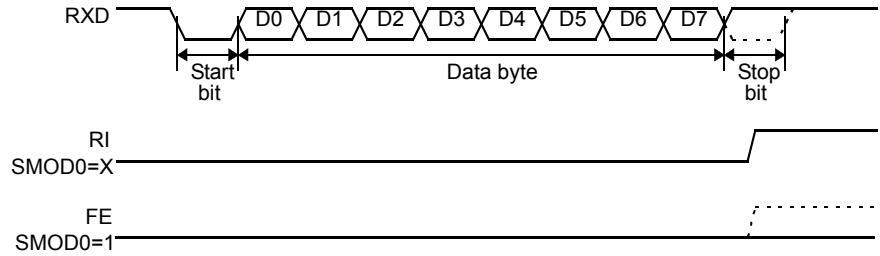 RXD
D0 D1 D2 D3 D4 D5 D6 D7
Start
bit
Data byte
Stop
bit
RI
SMOD0=X
FE
SMOD0=1